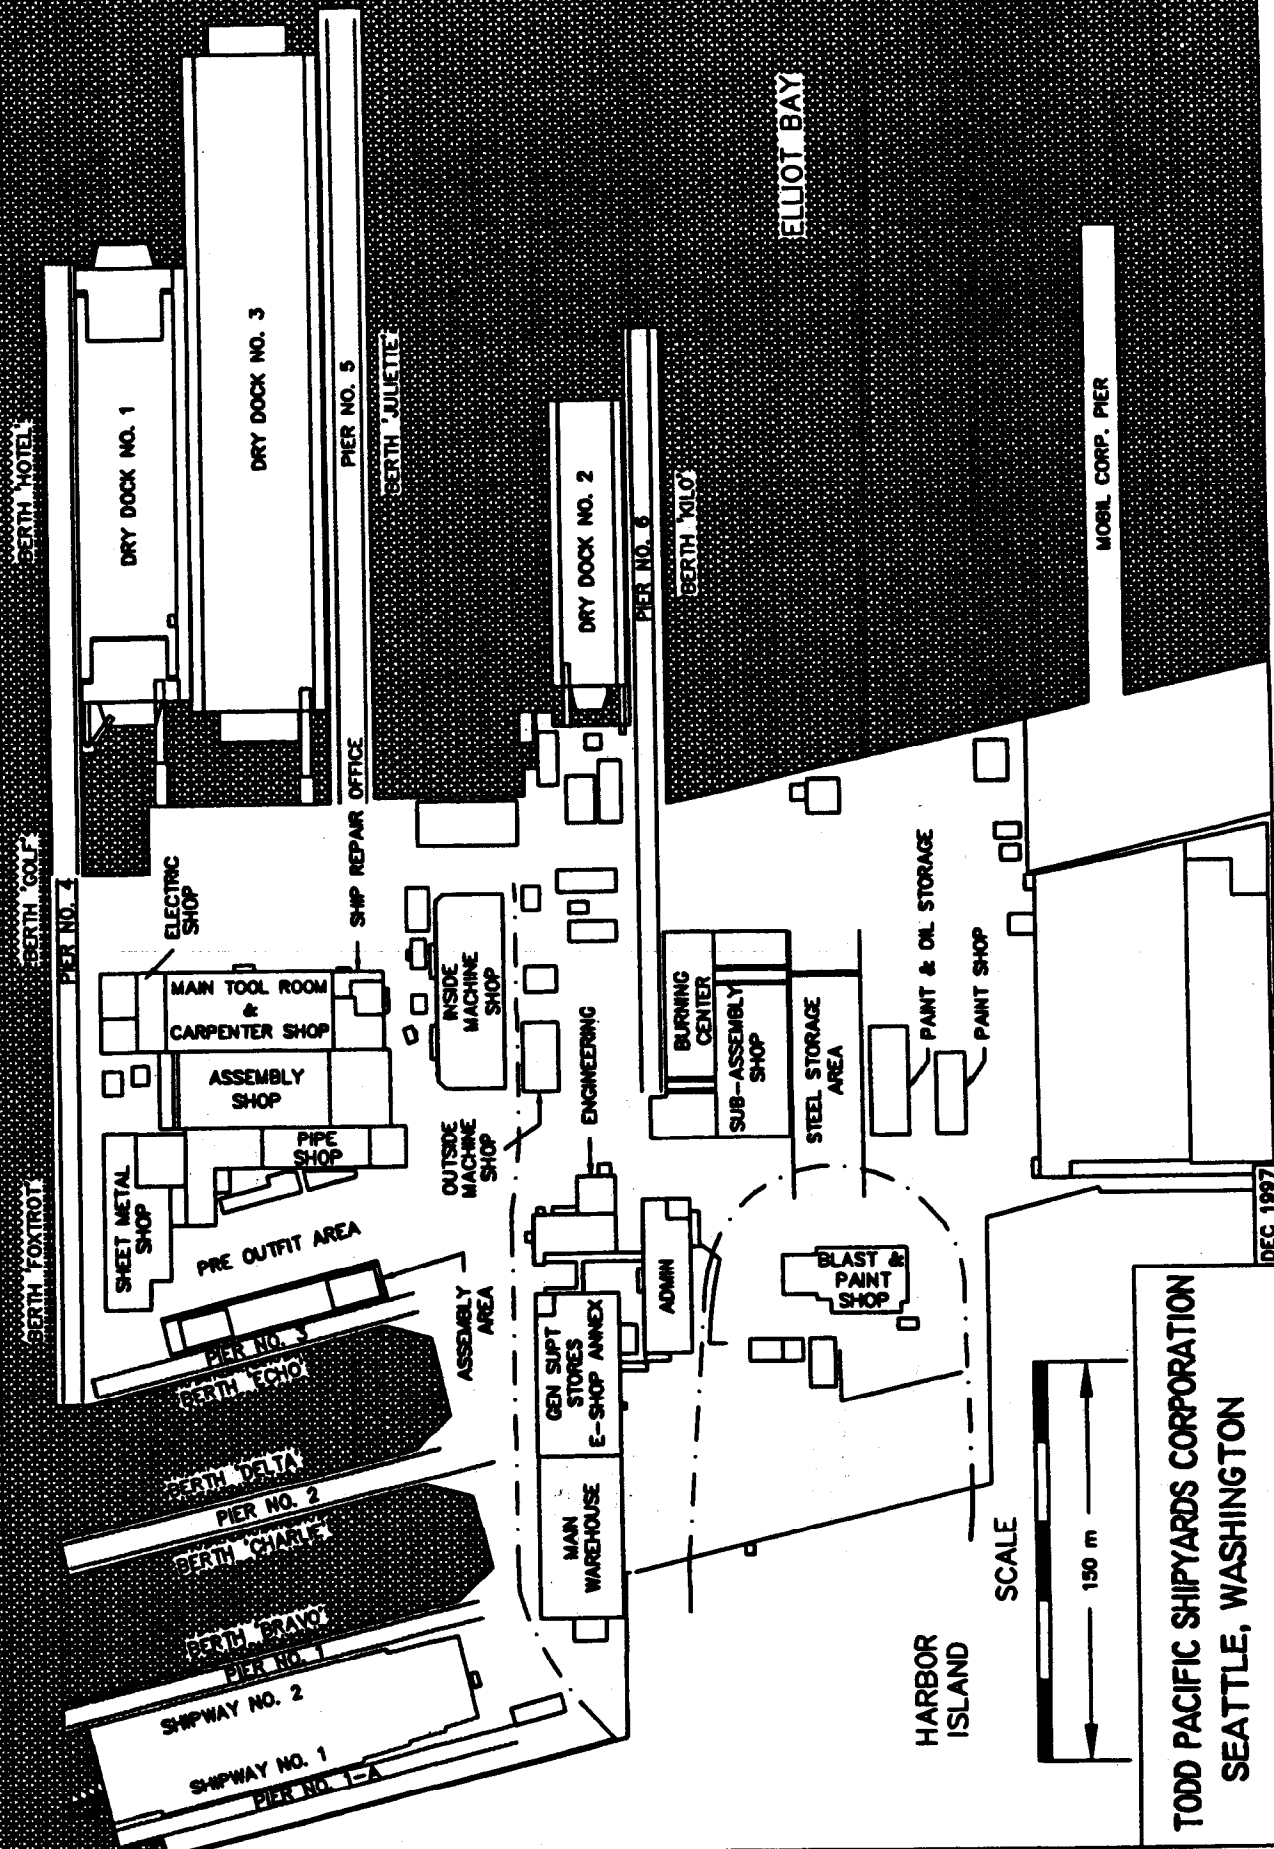 ELLIOT BAY
BERTH 'HOTEL'
DRY DOCK NO. 1
DRY DOCK NO. 3
PIER NO. 5
BERTH 'JULIETTE'
DRY DOCK NO. 2
PIER NO. 6
BERTH 'KILO'
MOBIL CORP. PIER
BERTH 'GOLF'
PIER NO. 4
ELECTRIC
SHOP
SHIP REPAIR OFFICE
MAIN TOOL ROOM
&
CARPENTER SHOP
INSIDE
MACHINE
SHOP
ASSEMBLY
SHOP
PIPE
SHOP
OUTSIDE
MACHINE
SHOP
ENGINEERING
BURNING
CENTER
SUB-ASSEMBLY
SHOP
STEEL STORAGE
AREA
PAINT & OIL STORAGE
PAINT SHOP
BERTH 'FOXTROT'
SHEET METAL
SHOP
PRE OUTFIT AREA
ASSEMBLY
AREA
PIER NO. 3
BERTH 'ECHO'
BERTH 'DELTA'
PIER NO. 2
BERTH 'CHARLIE'
BERTH 'BRAVO'
PIER NO. 1
SHIPWAY NO. 2
SHIPWAY NO. 1
PIER NO. 1-A
GEN SUPT
STORES
E-SHOP ANNEX
ADMIN
MAIN
WAREHOUSE
BLAST &
PAINT
SHOP
HARBOR
ISLAND
SCALE
150 m
DEC 1997
TODD PACIFIC SHIPYARDS CORPORATION
SEATTLE, WASHINGTON